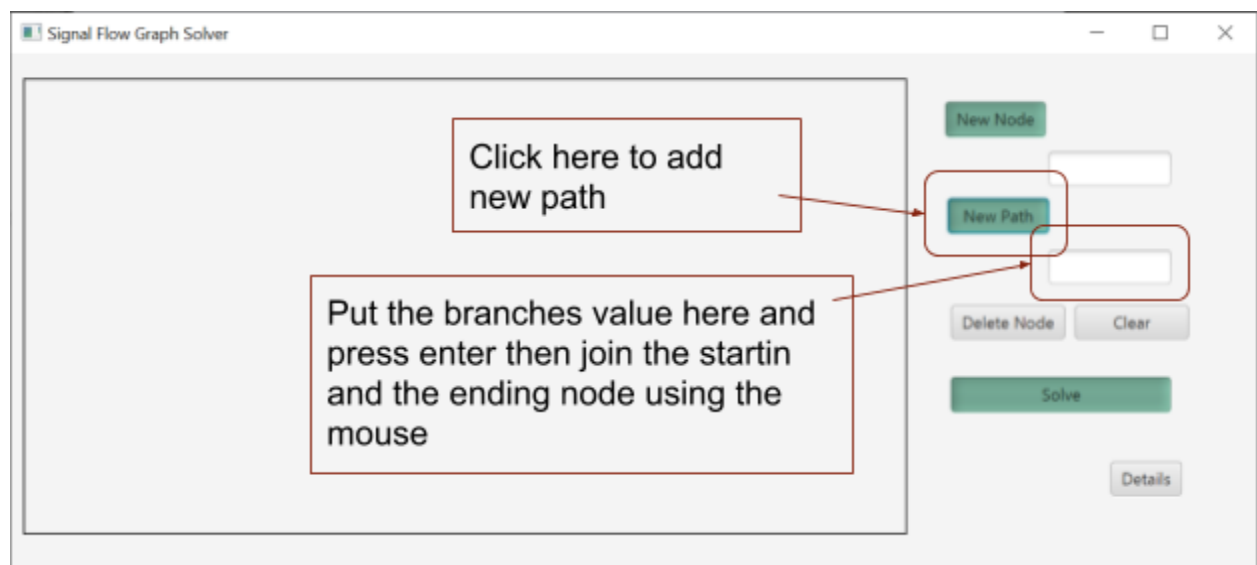 Signal Flow Graph Solver
New Node
Click here to add
new path
New Path
Put the branches value here and
press enter then join the startin
and the ending node using the
mouse
Delete Node
Clear
Solve
Details